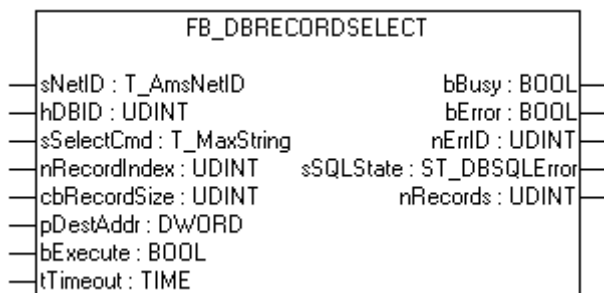 FB_DBRECORDSELECT
sNetID : T_AmsNetID bBusy : BOOL
hDBID : UDINT bError : BOOL
sSelectCmd : T_MaxString nErrID : UDINT
nRecordIndex : UDINT sSQLState : ST_DBSQLError
cbRecordSize : UDINT nRecords : UDINT
pDestAddr : DWORD
bExecute : BOOL
tTimeout : TIME